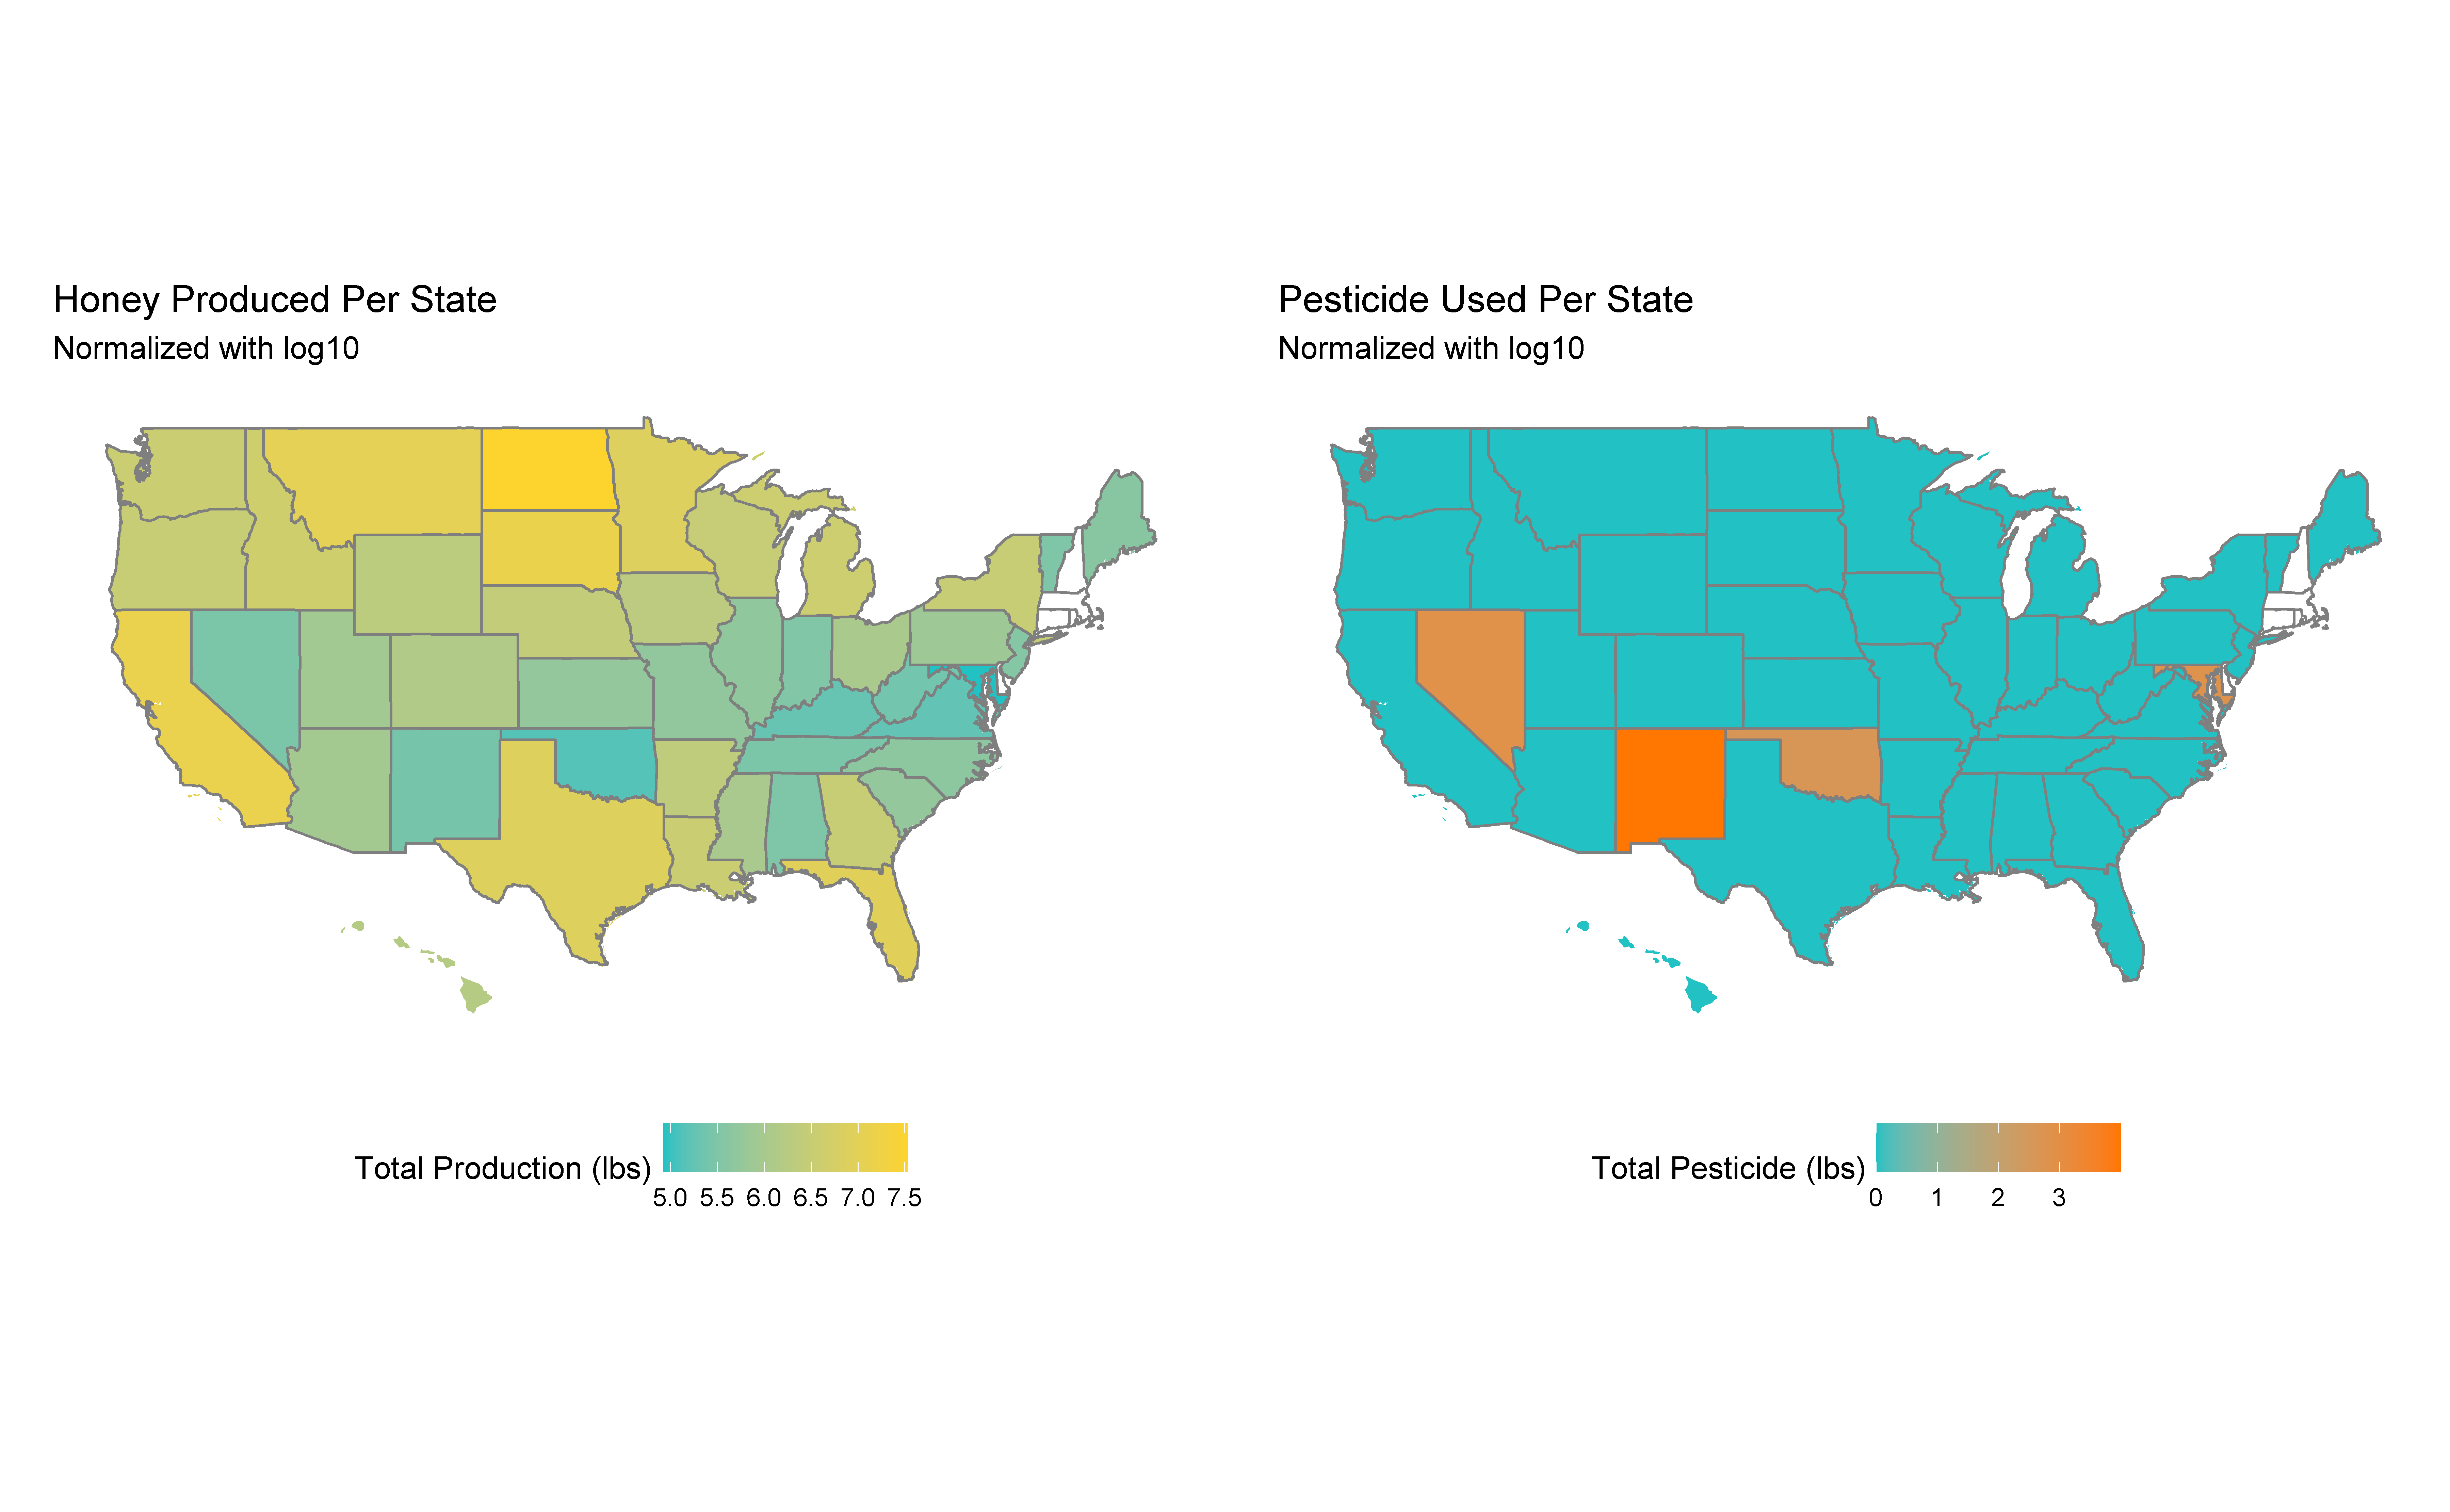 Honey Produced Per State
Normalized with log10
Total Production (lbs)
5.0 5.5 6.0 6.5 7.0 7.5
Pesticide Used Per State
Normalized with log10
Total Pesticide (lbs)
0 1 2 3